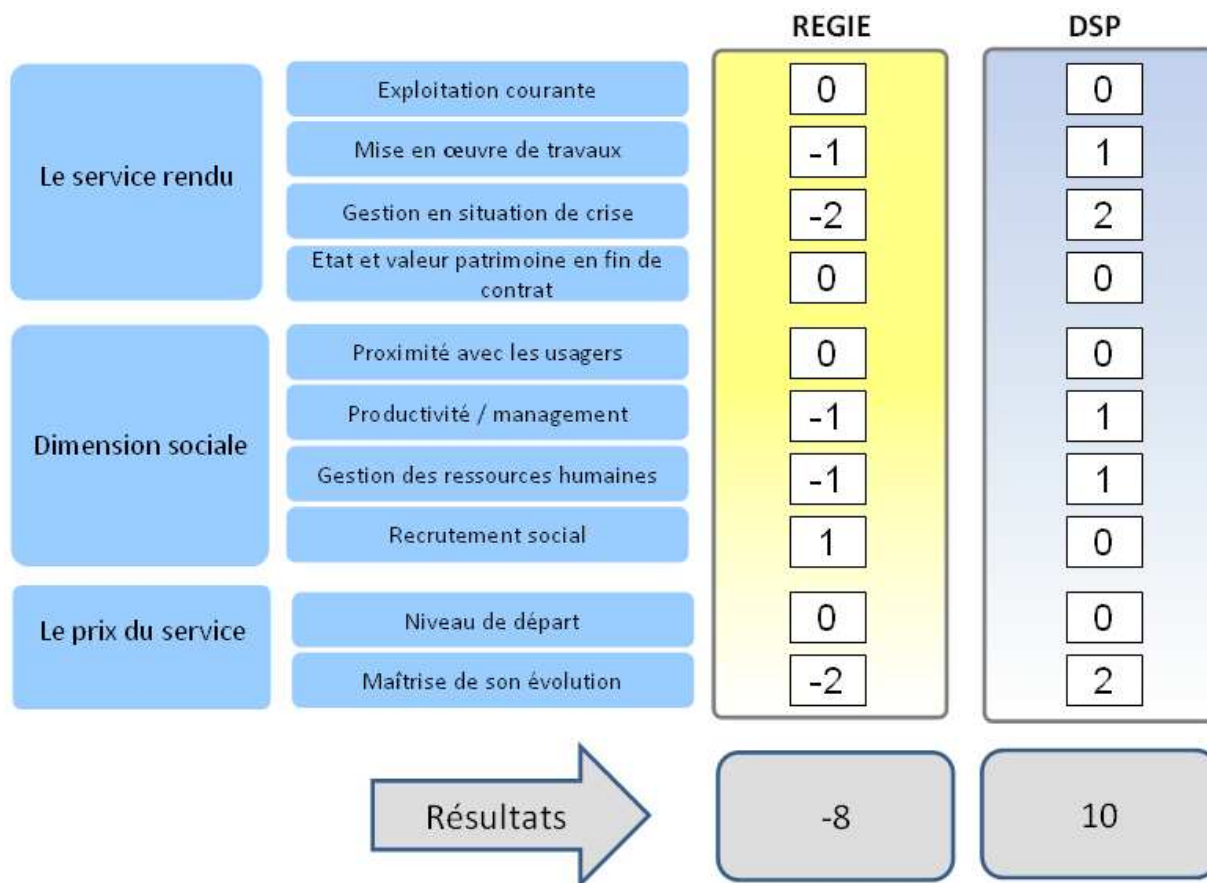 REGIE DSP
Le service rendu
Exploitation courante 0 0
Mise en œuvre de travaux -1 1
Gestion en situation de crise -2 2
Etat et valeur patrimoine en fin de
contrat 0 0
Dimension sociale
Proximité avec les usagers 0 0
Productivité / management -1 1
Gestion des ressources humaines -1 1
Recrutement social 1 0
Le prix du service
Niveau de départ 0 0
Maîtrise de son évolution -2 2
Résultats -8 10